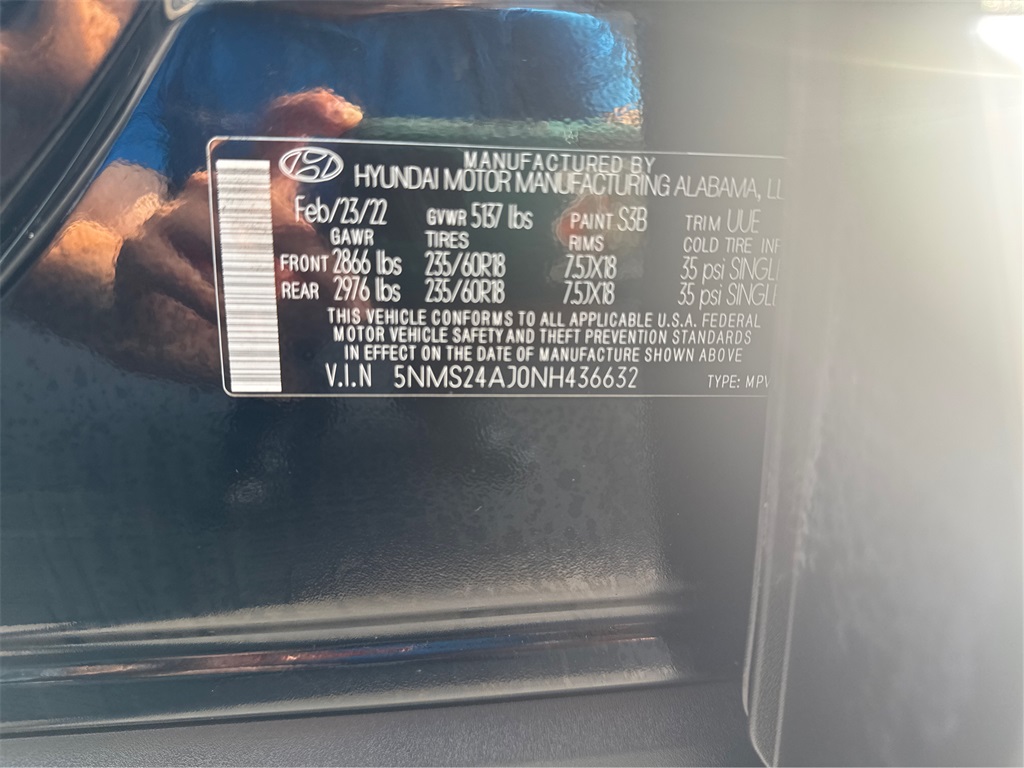 MANUFACTURED BY
HYUNDAI MOTOR MANUFACTURING ALABAMA, LL
Feb/23/22 GVWR 5137 lbs PAINT S3B TRIM UUE
GAWR TIRES RIMS COLD TIRE INF
FRONT 2866 lbs 235/60R18 7.5JX18 35 psi SINGL
REAR 2976 lbs 235/60R18 7.5JX18 35 psi SINGLE
THIS VEHICLE CONFORMS TO ALL APPLICABLE U.S.A. FEDERAL
MOTOR VEHICLE SAFETY AND THEFT PREVENTION STANDARDS
IN EFFECT ON THE DATE OF MANUFACTURE SHOWN ABOVE
V.I.N 5NMS24AJ0NH436632 TYPE: MPV